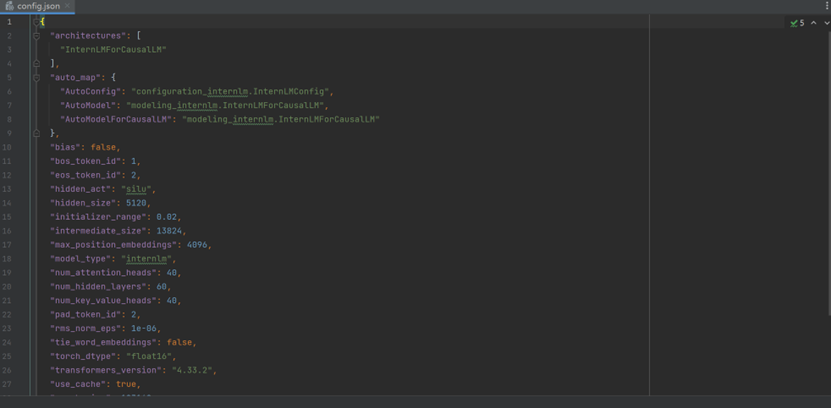 config.json
5
1 {
2 "architectures": [
3 "InternLMForCausalLM"
4 ],
5 "auto_map": {
6 "AutoConfig": "configuration_internlm.InternLMConfig",
7 "AutoModel": "modeling_internlm.InternLMForCausalLM",
8 "AutoModelForCausalLM": "modeling_internlm.InternLMForCausalLM"
9 },
10 "bias": false,
11 "bos_token_id": 1,
12 "eos_token_id": 2,
13 "hidden_act": "silu",
14 "hidden_size": 5120,
15 "initializer_range": 0.02,
16 "intermediate_size": 13824,
17 "max_position_embeddings": 4096,
18 "model_type": "internlm",
19 "num_attention_heads": 40,
20 "num_hidden_layers": 60,
21 "num_key_value_heads": 40,
22 "pad_token_id": 2,
23 "rms_norm_eps": 1e-06,
24 "tie_word_embeddings": false,
25 "torch_dtype": "float16",
26 "transformers_version": "4.33.2",
27 "use_cache": true,